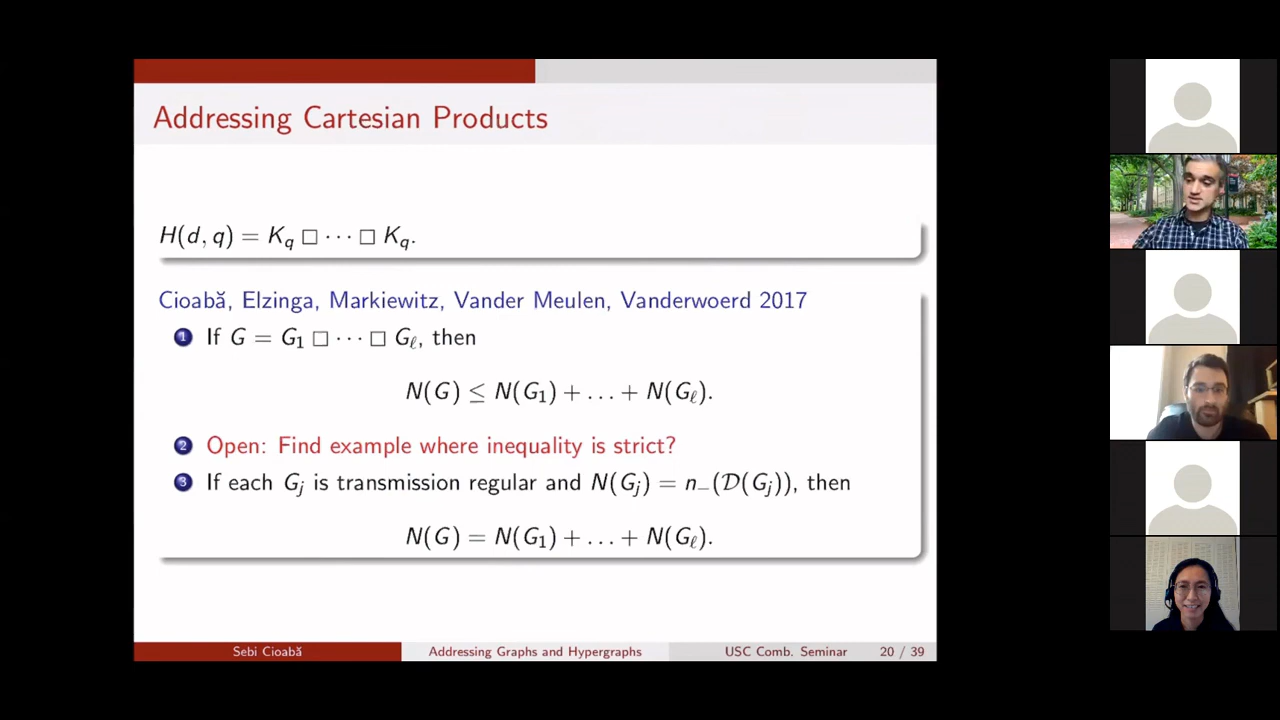 Addressing Cartesian Products
H(d, q) = K_q □ ··· □ K_q.
Cioabă, Elzinga, Markiewitz, Vander Meulen, Vanderwoerd 2017
1 If G = G_1 □ ··· □ G_ℓ, then
N(G) ≤ N(G_1) + ... + N(G_ℓ).
2 Open: Find example where inequality is strict?
3 If each G_j is transmission regular and N(G_j) = n_−(𝒟(G_j)), then
N(G) = N(G_1) + ... + N(G_ℓ).
Sebi Cioabă Addressing Graphs and Hypergraphs USC Comb. Seminar 20 / 39